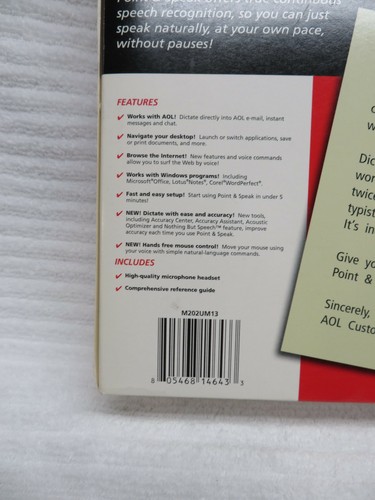 speech recognition, so you can just
speak naturally, at your own pace,
without pauses!
FEATURES
✔ Works with AOL! Dictate directly into AOL e-mail, instant
messages and chat.
✔ Navigate your desktop! Launch or switch applications, save
or print documents, and more.
✔ Browse the Internet! New features and voice commands
allow you to surf the Web by voice!
✔ Works with Windows programs! Including
Microsoft® Office, Lotus® Notes®, Corel® WordPerfect®.
✔ Fast and easy setup! Start using Point & Speak in under 5
minutes!
✔ NEW! Dictate with ease and accuracy! New tools,
including Accuracy Center, Accuracy Assistant, Acoustic
Optimizer and Nothing But Speech™ feature, improve
accuracy each time you use Point & Speak.
✔ NEW! Hands free mouse control! Move your mouse using
your voice with simple natural-language commands.
INCLUDES
✔ High-quality microphone headset
✔ Comprehensive reference guide
M202UM13
8 05468 14643 3
Dic
wor
twice
typist
It's in
Give yo
Point &
Sincerely,
AOL Custo